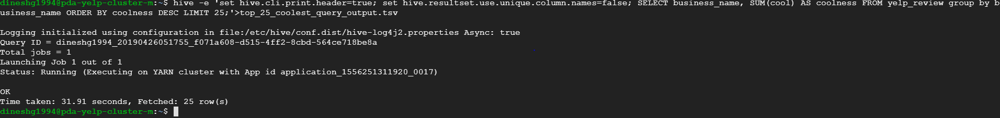 dineshg1994@pda-yelp-cluster-m:~$ hive -e 'set hive.cli.print.header=true; set hive.resultset.use.unique.column.names=false; SELECT business_name, SUM(cool) AS coolness FROM yelp_review group by b
usiness_name ORDER BY coolness DESC LIMIT 25;'>top_25_coolest_query_output.tsv
Logging initialized using configuration in file:/etc/hive/conf.dist/hive-log4j2.properties Async: true
Query ID = dineshg1994_20190426051755_f071a608-d515-4ff2-8cbd-564ce718be8a
Total jobs = 1
Launching Job 1 out of 1
Status: Running (Executing on YARN cluster with App id application_1556251311920_0017)
OK
Time taken: 31.91 seconds, Fetched: 25 row(s)
dineshg1994@pda-yelp-cluster-m:~$